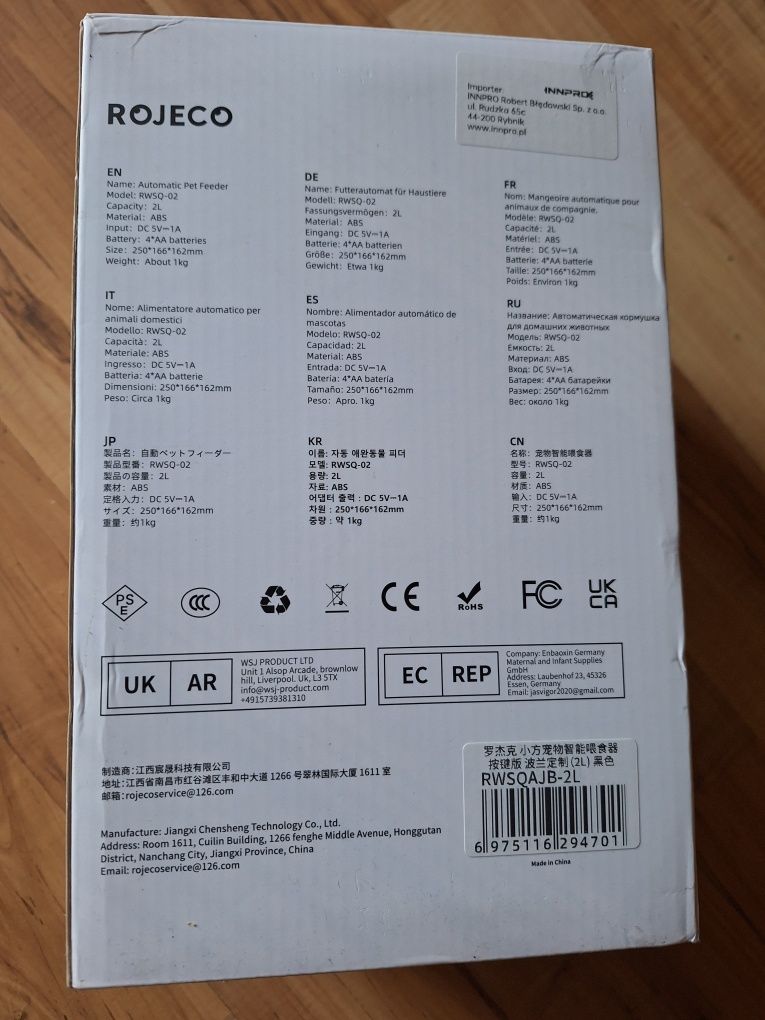 ROJECO
Importer
INNPRO
INNPRO Robert Błędowski Sp. z o.o.
ul. Rudzka 65c
44-200 Rybnik
www.innpro.pl
EN
Name: Automatic Pet Feeder
Model: RWSQ-02
Capacity: 2L
Material: ABS
Input: DC 5V⎓1A
Battery: 4*AA batteries
Size: 250*166*162mm
Weight: About 1kg
DE
Name: Futterautomat für Haustiere
Modell: RWSQ-02
Fassungsvermögen: 2L
Material: ABS
Eingang: DC 5V⎓1A
Batterie: 4*AA batterien
Größe: 250*166*162mm
Gewicht: Etwa 1kg
FR
Nom: Mangeoire automatique pour
animaux de compagnie.
Modèle: RWSQ-02
Capacité: 2L
Matériel: ABS
Entrée: DC 5V⎓1A
Batterie: 4*AA batterie
Taille: 250*166*162mm
Poids: Environ 1kg
IT
Nome: Alimentatore automatico per
animali domestici
Modello: RWSQ-02
Capacità: 2L
Materiale: ABS
Ingresso: DC 5V⎓1A
Batteria: 4*AA batterie
Dimensioni: 250*166*162mm
Peso: Circa 1kg
ES
Nombre: Alimentador automático de
mascotas
Modelo: RWSQ-02
Capacidad: 2L
Material: ABS
Entrada: DC 5V⎓1A
Bateria: 4*AA batería
Tamaño: 250*166*162mm
Peso: Apro. 1kg
RU
Название: Автоматическая кормушка
для домашних животных
Модель: RWSQ-02
Емкость: 2L
Материал: ABS
Вход: DC 5V⎓1A
Батарея: 4*AA батарейки
Размер: 250*166*162mm
Вес: около 1kg
JP
製品名: 自動ペットフィーダー
製品型番: RWSQ-02
製品の容量: 2L
素材: ABS
定格入力: DC 5V⎓1A
サイズ: 250*166*162mm
重量: 约1kg
KR
이름: 자동 애완동물 피더
모델: RWSQ-02
용량: 2L
자료: ABS
어댑터 출력 : DC 5V⎓1A
차원 : 250*166*162mm
중량 : 약 1kg
CN
名称: 宠物智能喂食器
型号: RWSQ-02
容量: 2L
材质: ABS
输入: DC 5V⎓1A
尺寸: 250*166*162mm
重量: 约1kg
PS
E
CCC
CE
RoHS
FC
UK
CA
UK AR
WSJ PRODUCT LTD
Unit 1 Alsop Arcade, brownlow
hill, Liverpool. Uk, L3 5TX
info@wsj-product.com
+4915739381310
EC REP
Company: Enbaoxin Germany
Maternal and Infant Supplies
GmbH
Address: Laubenhof 23, 45326
Essen, Germany
Email: jasvigor2020@gmail.com
制造商:江西宸晟科技有限公司
地址:江西省南昌市红谷滩区丰和中大道 1266 号翠林国际大厦 1611 室
邮箱:rojecoservice@126.com
Manufacture: Jiangxi Chensheng Technology Co., Ltd.
Address: Room 1611, Cuilin Building, 1266 fenghe Middle Avenue, Honggutan
District, Nanchang City, Jiangxi Province, China
Email: rojecoservice@126.com
罗杰克 小方宠物智能喂食器
按键版 波兰定制 (2L) 黑色
RWSQAJB-2L
6 975116 294701
Made in China